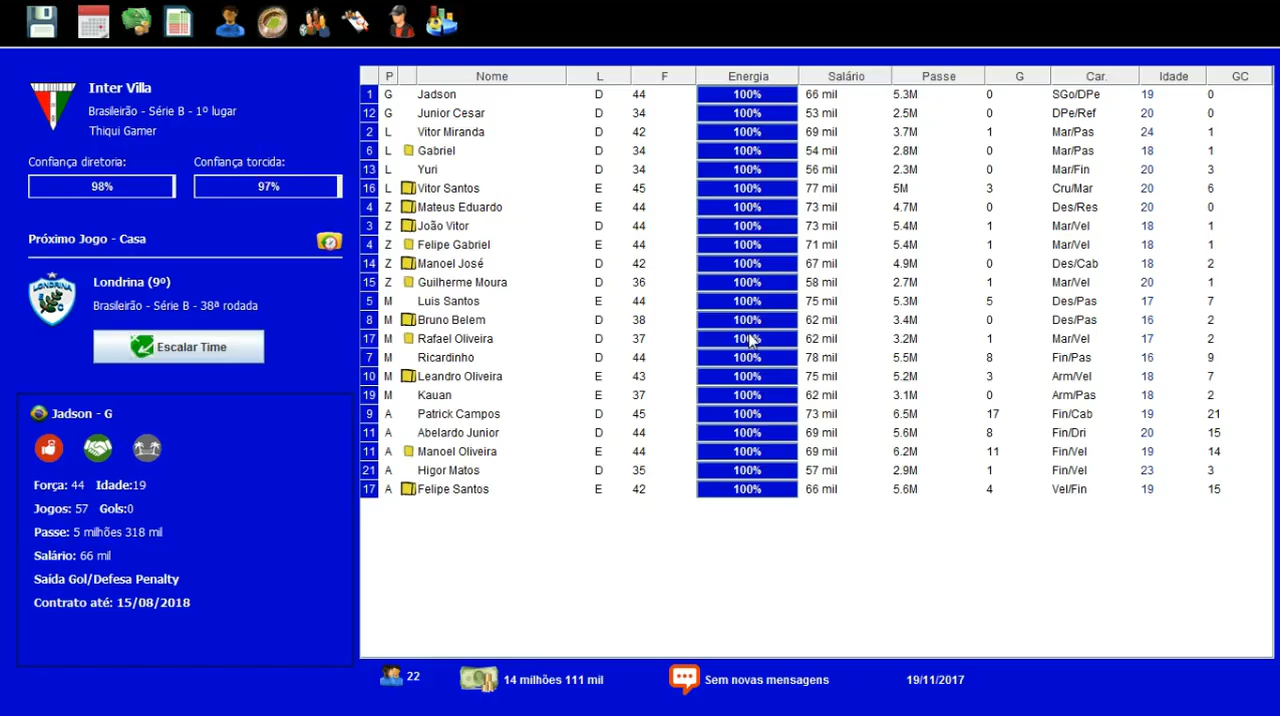 Inter Villa
Brasileirão - Série B - 1º lugar
Thiqui Gamer
Confiança diretoria: Confiança torcida:
98% 97%
Próximo Jogo - Casa
LONDRINA
Londrina (9º)
Brasileirão - Série B - 38ª rodada
Escalar Time
Jadson - G
Força: 44 Idade:19
Jogos: 57 Gols:0
Passe: 5 milhões 318 mil
Salário: 66 mil
Saída Gol/Defesa Penalty
Contrato até: 15/08/2018
P Nome L F Energia Salário Passe G Car. Idade GC
1 G Jadson D 44 100% 66 mil 5.3M 0 SGo/DPe 19 0
12 G Junior Cesar D 34 100% 53 mil 2.5M 0 DPe/Ref 20 0
2 L Vitor Miranda D 42 100% 69 mil 3.7M 1 Mar/Pas 24 1
6 L Gabriel D 34 100% 54 mil 2.8M 0 Mar/Pas 18 1
13 L Yuri D 34 100% 56 mil 2.3M 0 Mar/Fin 20 3
16 L Vitor Santos E 45 100% 77 mil 5M 3 Cru/Mar 20 6
4 Z Mateus Eduardo E 44 100% 73 mil 4.7M 0 Des/Res 20 0
3 Z João Vitor D 44 100% 73 mil 5.4M 1 Mar/Vel 18 1
4 Z Felipe Gabriel E 44 100% 71 mil 5.4M 1 Mar/Vel 18 1
14 Z Manoel José D 42 100% 67 mil 4.9M 0 Des/Cab 18 2
15 Z Guilherme Moura D 36 100% 58 mil 2.7M 1 Mar/Vel 20 1
5 M Luis Santos E 44 100% 75 mil 5.3M 5 Des/Pas 17 7
8 M Bruno Belem D 38 100% 62 mil 3.4M 0 Des/Pas 16 2
17 M Rafael Oliveira D 37 100% 62 mil 3.2M 1 Mar/Vel 17 2
7 M Ricardinho D 44 100% 78 mil 5.5M 8 Fin/Pas 16 9
10 M Leandro Oliveira E 43 100% 75 mil 5.2M 3 Arm/Vel 18 7
19 M Kauan E 37 100% 62 mil 3.1M 0 Arm/Pas 18 2
9 A Patrick Campos D 45 100% 73 mil 6.5M 17 Fin/Cab 19 21
11 A Abelardo Junior D 44 100% 69 mil 5.6M 8 Fin/Dri 20 15
11 A Manoel Oliveira E 44 100% 69 mil 6.2M 11 Fin/Vel 19 14
21 A Higor Matos D 35 100% 57 mil 2.9M 1 Fin/Vel 23 3
17 A Felipe Santos E 42 100% 66 mil 5.6M 4 Vel/Fin 19 15
22 14 milhões 111 mil Sem novas mensagens 19/11/2017